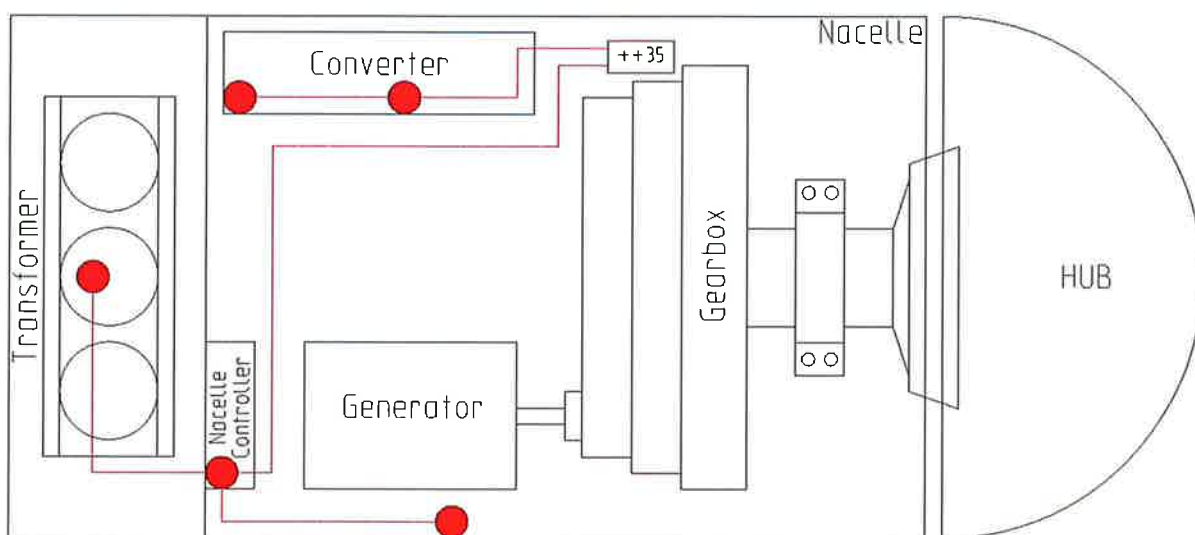 Nacelle
Converter
++35
Transformer
Gearbox
HUB
Nacelle
Controller
Generator